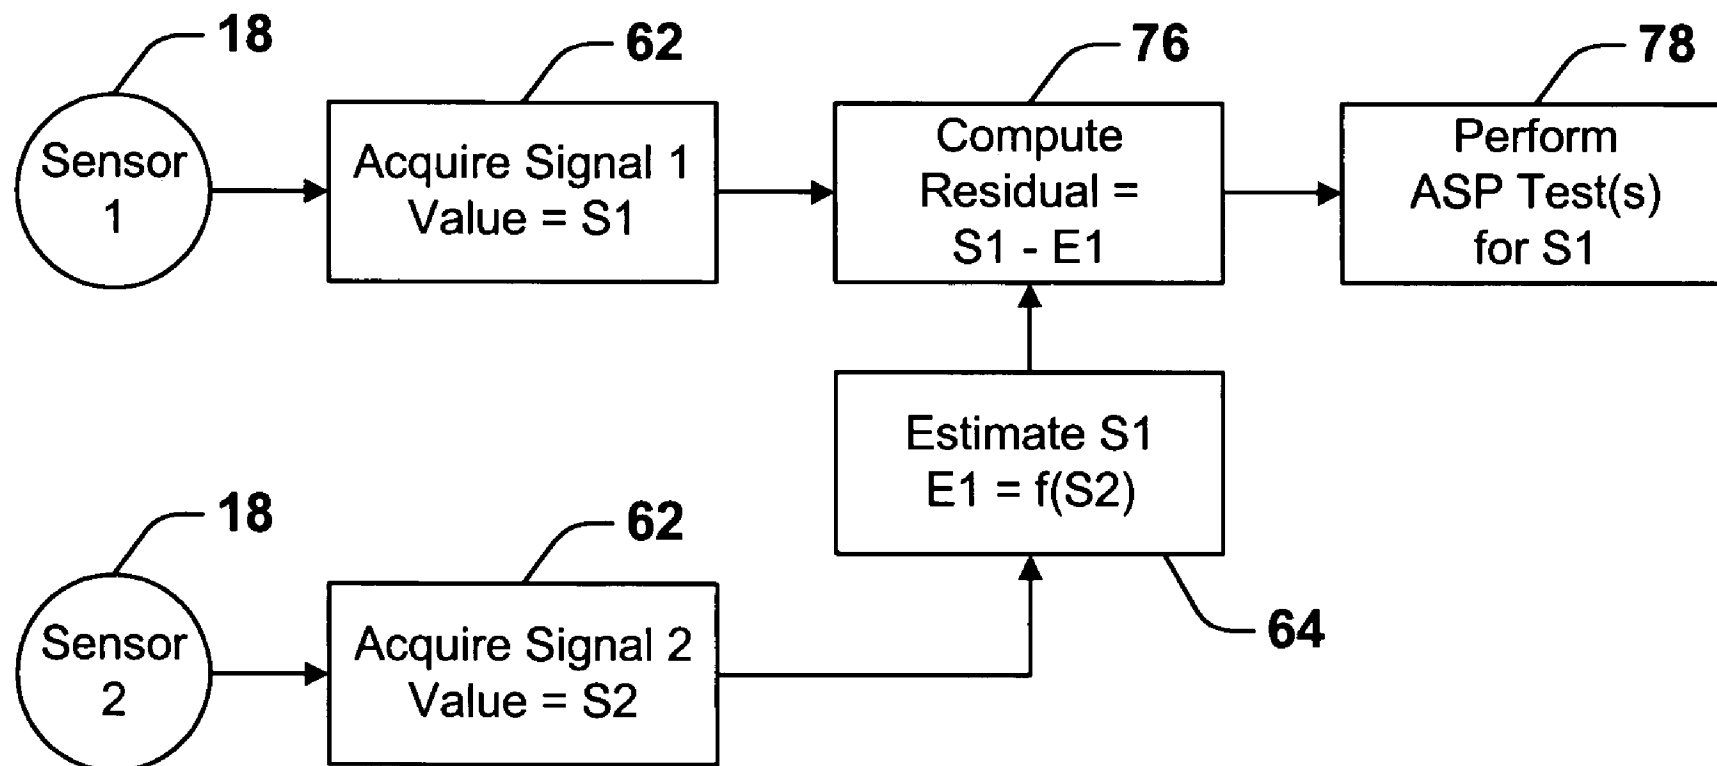 18
62
76
78
Sensor
1
Acquire Signal 1
Value = S1
Compute
Residual =
S1 - E1
Perform
ASP Test(s)
for S1
Estimate S1
E1 = f(S2)
64
18
62
Sensor
2
Acquire Signal 2
Value = S2